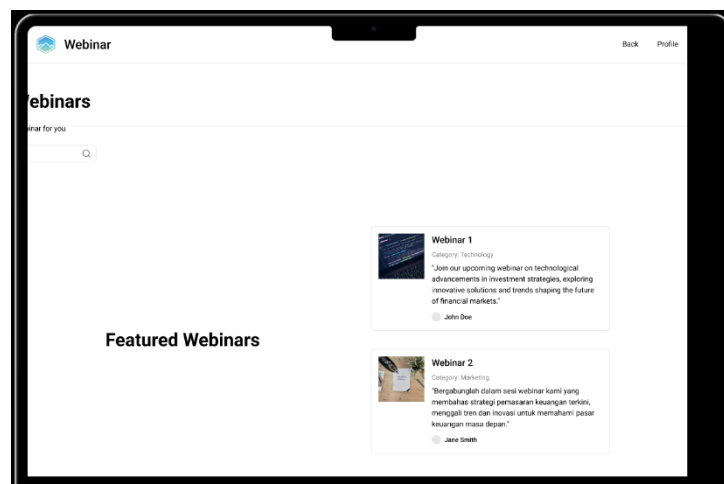 Webinar
Back Profile
ebinars
inar for you
Webinar 1
Category: Technology
"Join our upcoming webinar on technological
advancements in investment strategies, exploring
innovative solutions and trends shaping the future
of financial markets."
John Doe
Featured Webinars
Webinar 2
Category: Marketing
"Bergabunglah dalam sesi webinar kami yang
membahas strategi pemasaran keuangan terkini,
menggali tren dan inovasi untuk memahami pasar
keuangan masa depan."
Jane Smith